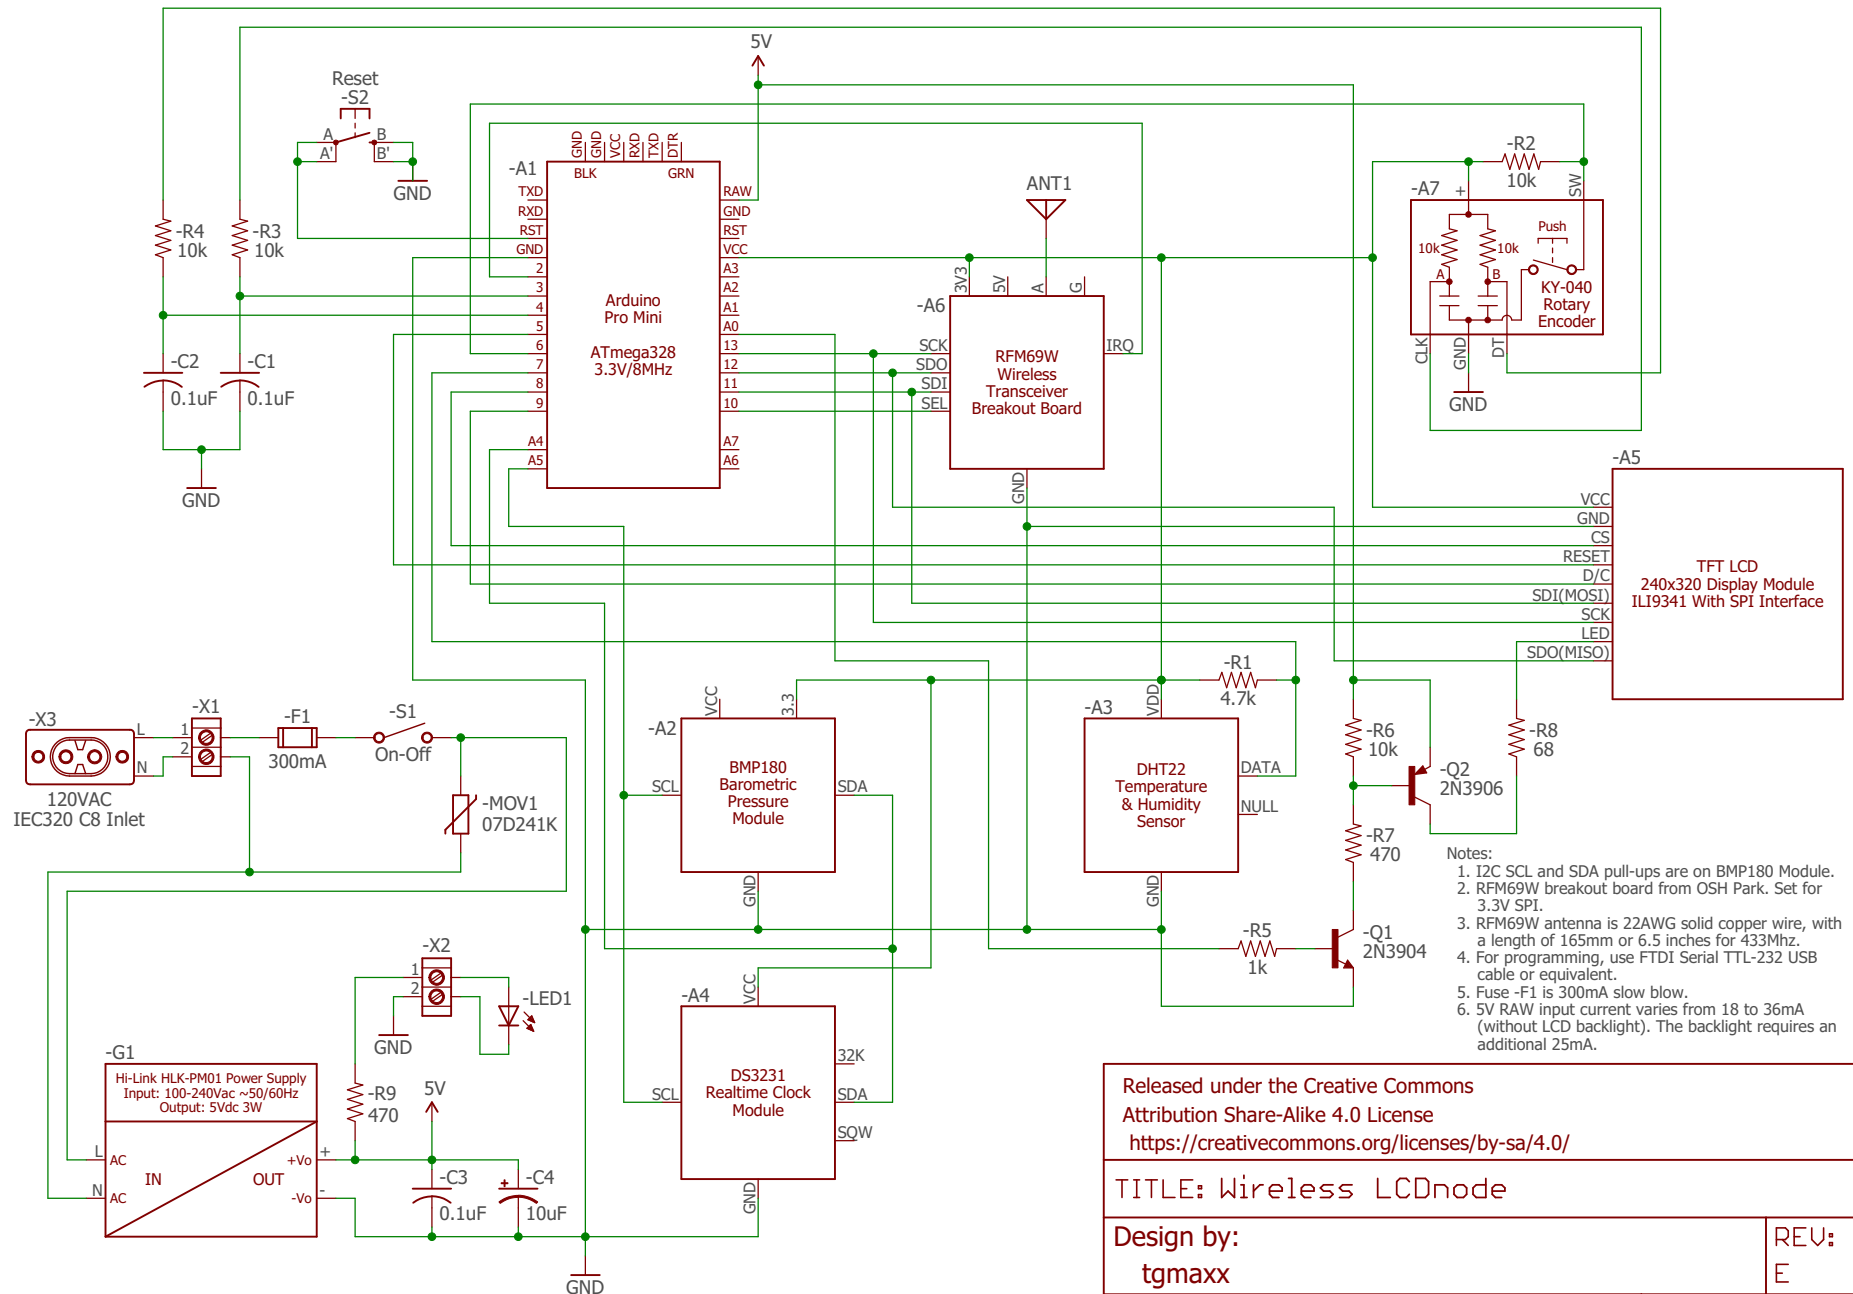 5V
Reset
-S2
A
B
A'
B'
GND
-R4
10k
-R3
10k
-C2
0.1uF
-C1
0.1uF
GND
-A1
GND
GND
VCC
RXD
TXD
DTR
BLK
GRN
TXD
RXD
RST
GND
2
3
4
5
6
7
8
9
A4
A5
Arduino
Pro Mini
ATmega328
3.3V/8MHz
RAW
GND
RST
VCC
A3
A2
A1
A0
13
12
11
10
A7
A6
ANT1
-A6
3V3
5V
A
G
SCK
SDO
SDI
SEL
IRQ
GND
RFM69W
Wireless
Transceiver
Breakout Board
-R2
10k
-A7
+
SW
10k
10k
Push
A
B
KY-040
Rotary
Encoder
CLK
GND
DT
GND
-A5
VCC
GND
CS
RESET
D/C
SDI(MOSI)
SCK
LED
SDO(MISO)
TFT LCD
240x320 Display Module
ILI9341 With SPI Interface
-X3
L
N
120VAC
IEC320 C8 Inlet
-X1
1
2
-F1
300mA
-S1
On-Off
-MOV1
07D241K
-A2
VCC
3.3
SCL
SDA
GND
BMP180
Barometric
Pressure
Module
-R1
4.7k
-A3
VDD
DATA
NULL
GND
DHT22
Temperature
& Humidity
Sensor
-R6
10k
-R7
470
-Q2
2N3906
-R8
68
-R5
1k
-Q1
2N3904
-X2
1
2
-LED1
GND
-A4
VCC
32K
SCL
SDA
SQW
GND
DS3231
Realtime Clock
Module
-G1
Hi-Link HLK-PM01 Power Supply
Input: 100-240Vac ~50/60Hz
Output: 5Vdc 3W
L
AC
N
AC
IN
OUT
+Vo
+
-Vo
-
-R9
470
5V
-C3
0.1uF
+
-C4
10uF
GND
Notes:
1. I2C SCL and SDA pull-ups are on BMP180 Module.
2. RFM69W breakout board from OSH Park. Set for
3.3V SPI.
3. RFM69W antenna is 22AWG solid copper wire, with
a length of 165mm or 6.5 inches for 433Mhz.
4. For programming, use FTDI Serial TTL-232 USB
cable or equivalent.
5. Fuse -F1 is 300mA slow blow.
6. 5V RAW input current varies from 18 to 36mA
(without LCD backlight). The backlight requires an
additional 25mA.
Released under the Creative Commons
Attribution Share-Alike 4.0 License
https://creativecommons.org/licenses/by-sa/4.0/
TITLE: Wireless LCDnode
Design by:
tgmaxx
REV:
E